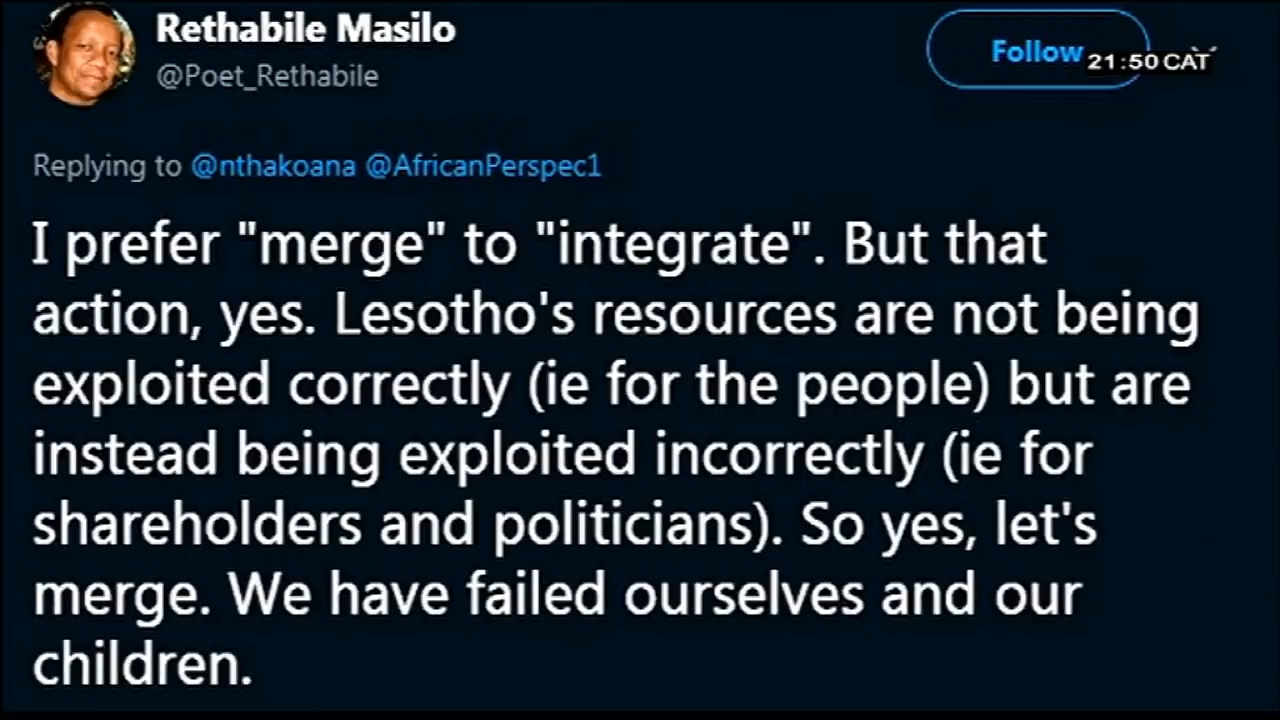 Rethabile Masilo
@Poet_Rethabile
Follow
21:50 CAT
Replying to @nthakoana @AfricanPerspec1
I prefer "merge" to "integrate". But that
action, yes. Lesotho's resources are not being
exploited correctly (ie for the people) but are
instead being exploited incorrectly (ie for
shareholders and politicians). So yes, let's
merge. We have failed ourselves and our
children.